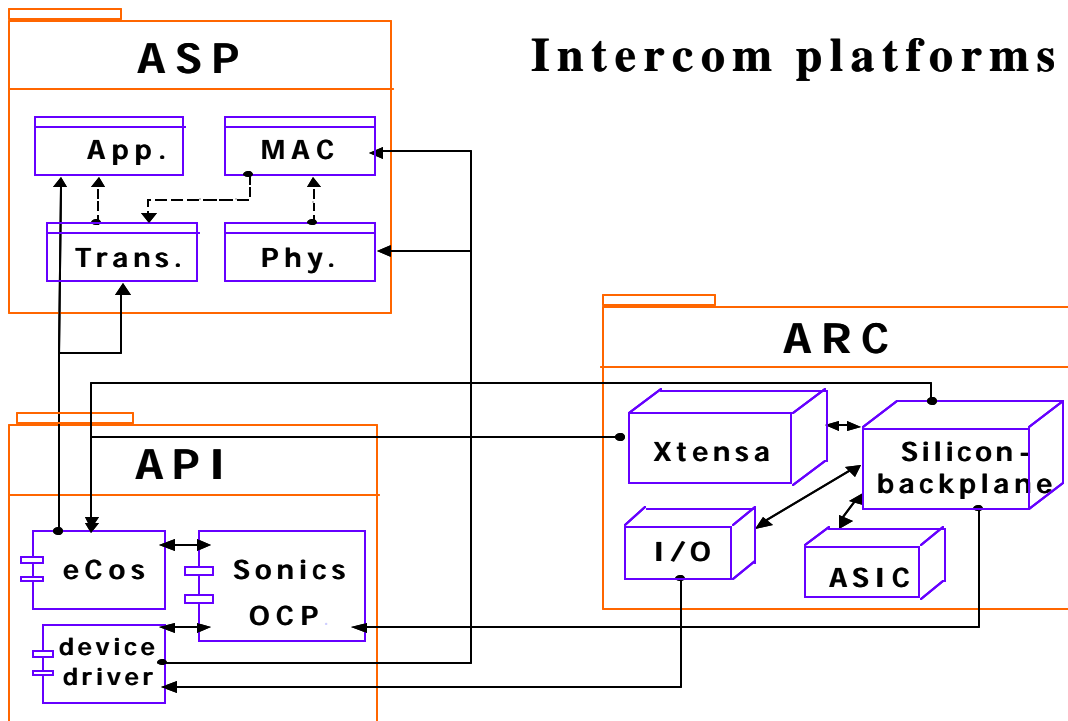 Intercom platforms
ASP
App.
MAC
Trans.
Phy.
API
eCos
Sonics
OCP
device
driver
ARC
Xtensa
Silicon-
backplane
I/O
ASIC